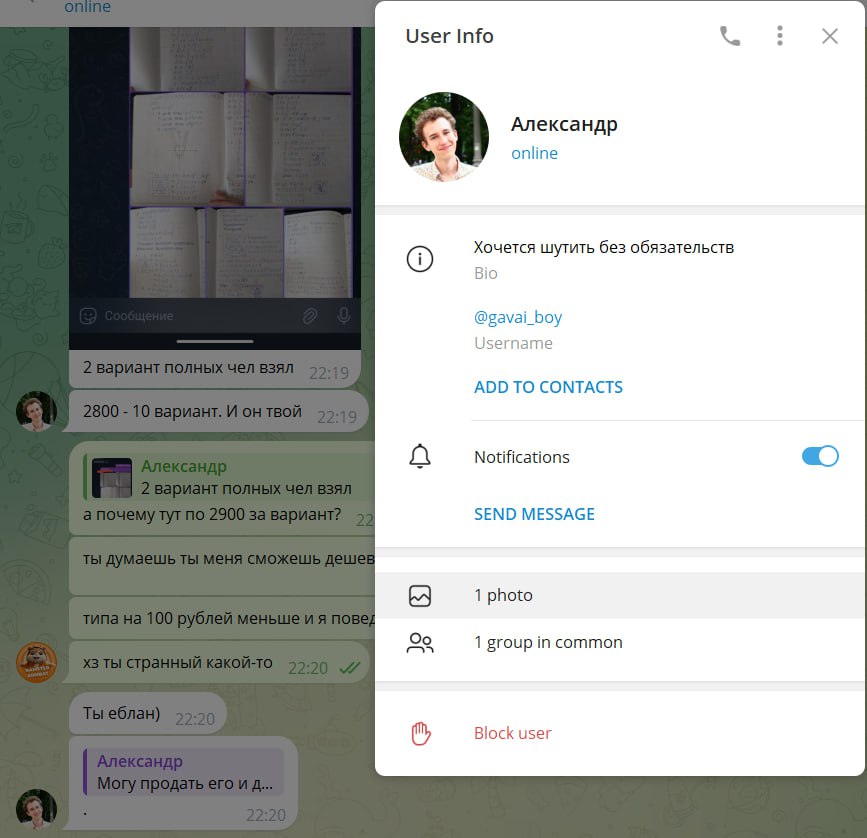 online
Сообщение
2 вариант полных чел взял 22:19
2800 - 10 вариант. И он твой 22:19
Александр
2 вариант полных чел взял
а почему тут по 2900 за вариант? 22
ты думаешь ты меня сможешь дешев
типа на 100 рублей меньше и я повед
хз ты странный какой-то 22:20
Ты еблан) 22:20
Александр
Могу продать его и д...
. 22:20
User Info
Александр
online
Хочется шутить без обязательств
Bio
@gavai_boy
Username
ADD TO CONTACTS
Notifications
SEND MESSAGE
1 photo
1 group in common
Block user